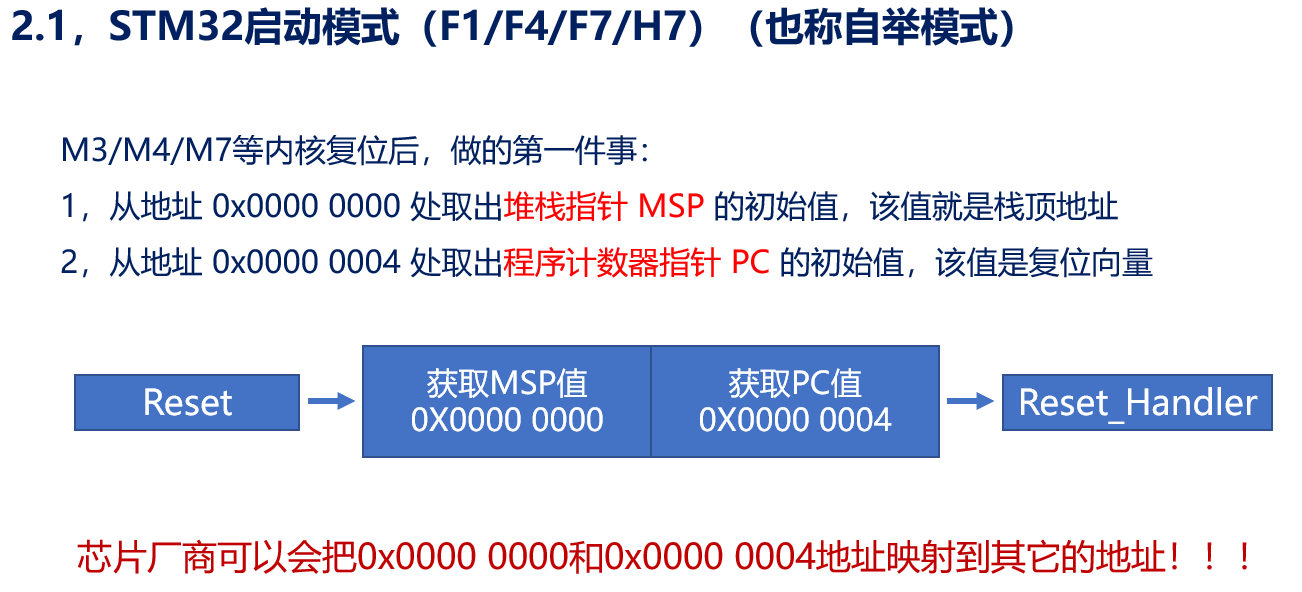 2.1，STM32启动模式（F1/F4/F7/H7）（也称自举模式）
M3/M4/M7等内核复位后，做的第一件事：
1，从地址 0x0000 0000 处取出堆栈指针 MSP 的初始值，该值就是栈顶地址
2，从地址 0x0000 0004 处取出程序计数器指针 PC 的初始值，该值是复位向量
Reset
获取MSP值
0X0000 0000
获取PC值
0X0000 0004
Reset_Handler
芯片厂商可以会把0x0000 0000和0x0000 0004地址映射到其它的地址！！！